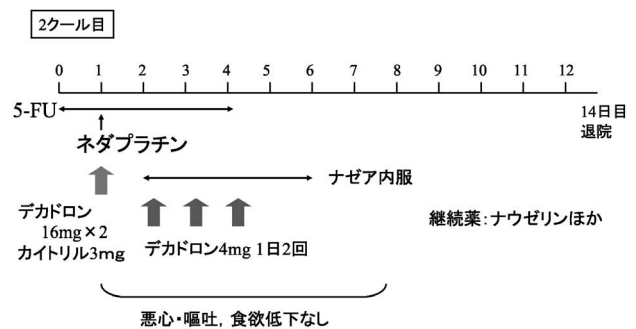 2クール目
0 1 2 3 4 5 6 7 8 9 10 11 12
5-FU
14日目
退院
ネダプラチン
ナゼア内服
デカドロン
16mg×2
カイトリル3mg
デカドロン4mg 1日2回
継続薬:ナウゼリンほか
悪心・嘔吐,食欲低下なし